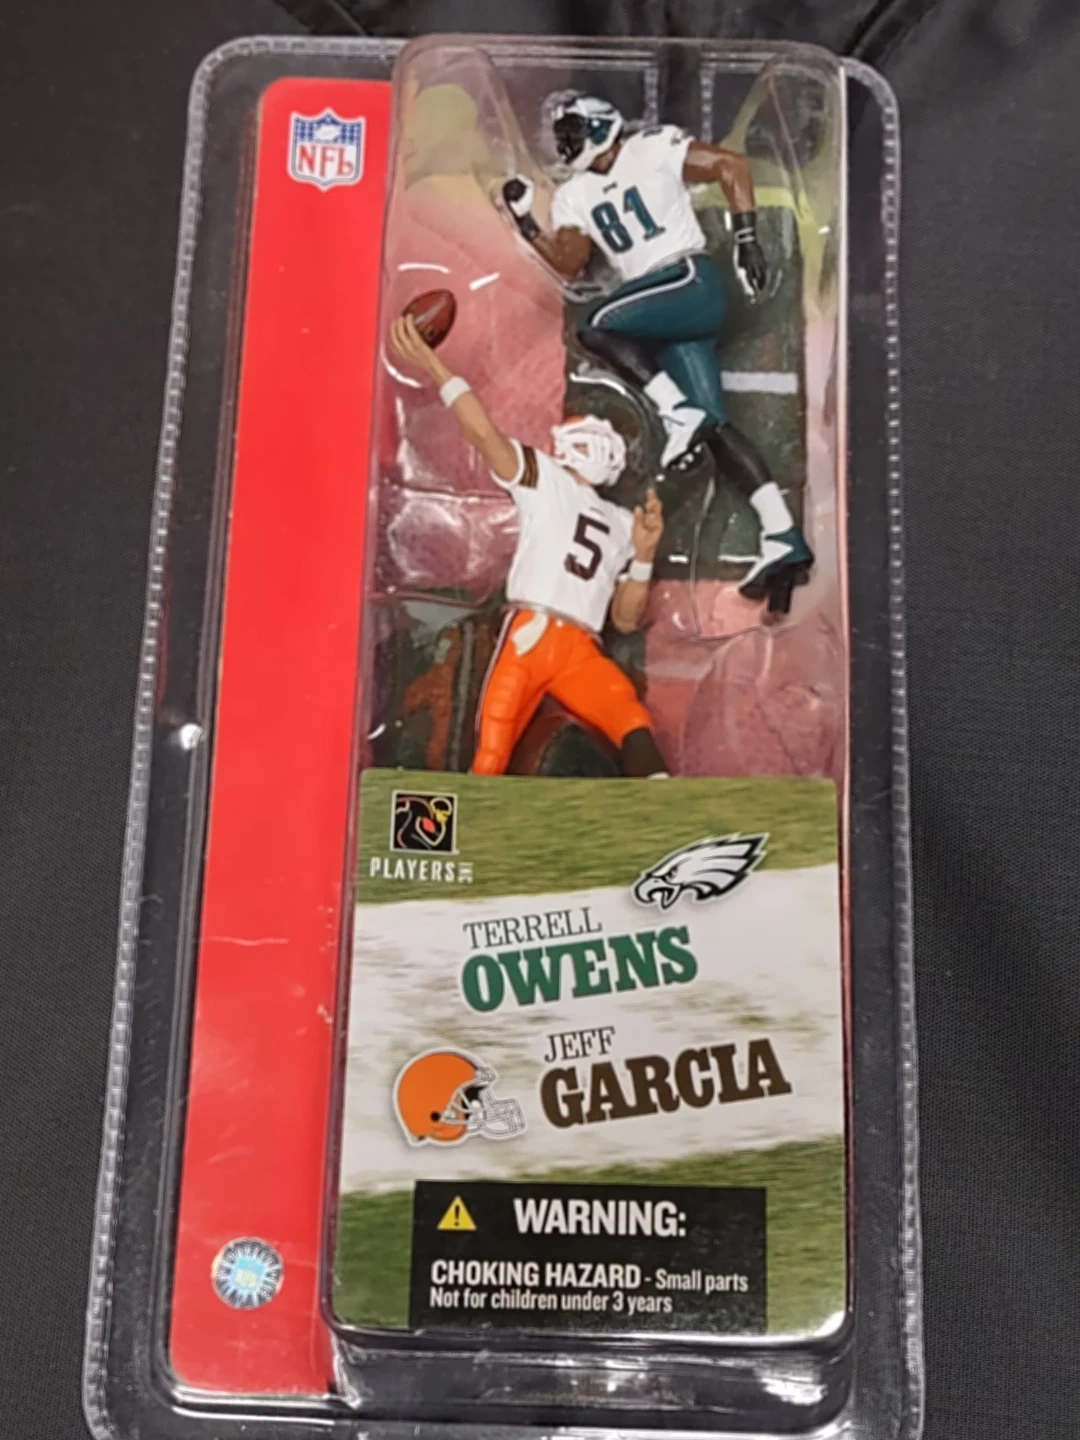 NFL
81
5
PLAYERS INC
TERRELL
OWENS
JEFF
GARCIA
WARNING:
CHOKING HAZARD - Small parts
Not for children under 3 years